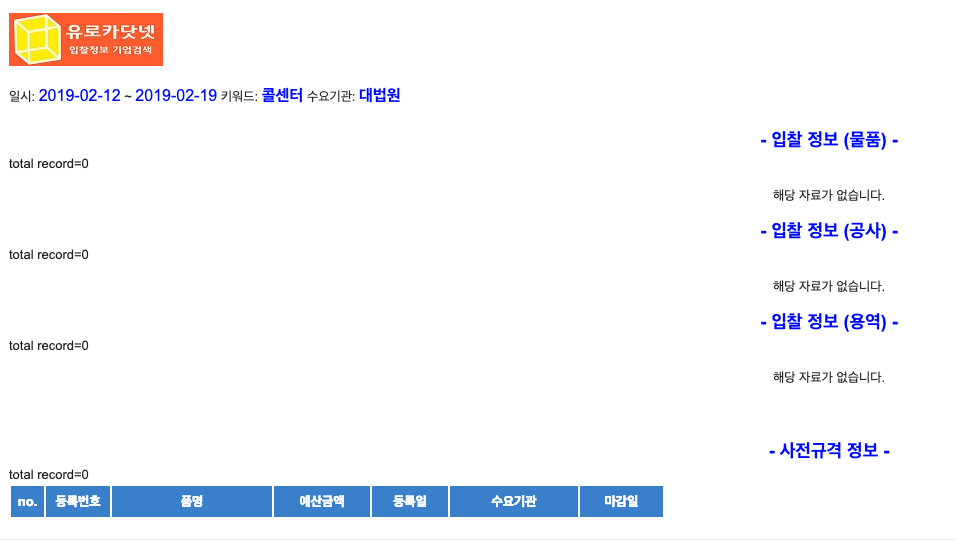 유로카닷넷
입찰정보 기업검색
일시: 2019-02-12 ~ 2019-02-19 키워드: 콜센터 수요기관: 대법원
- 입찰 정보 (물품) -
total record=0
해당 자료가 없습니다.
- 입찰 정보 (공사) -
total record=0
해당 자료가 없습니다.
- 입찰 정보 (용역) -
total record=0
해당 자료가 없습니다.
- 사전규격 정보 -
total record=0
no. 등록번호 품명 예산금액 등록일 수요기관 마감일